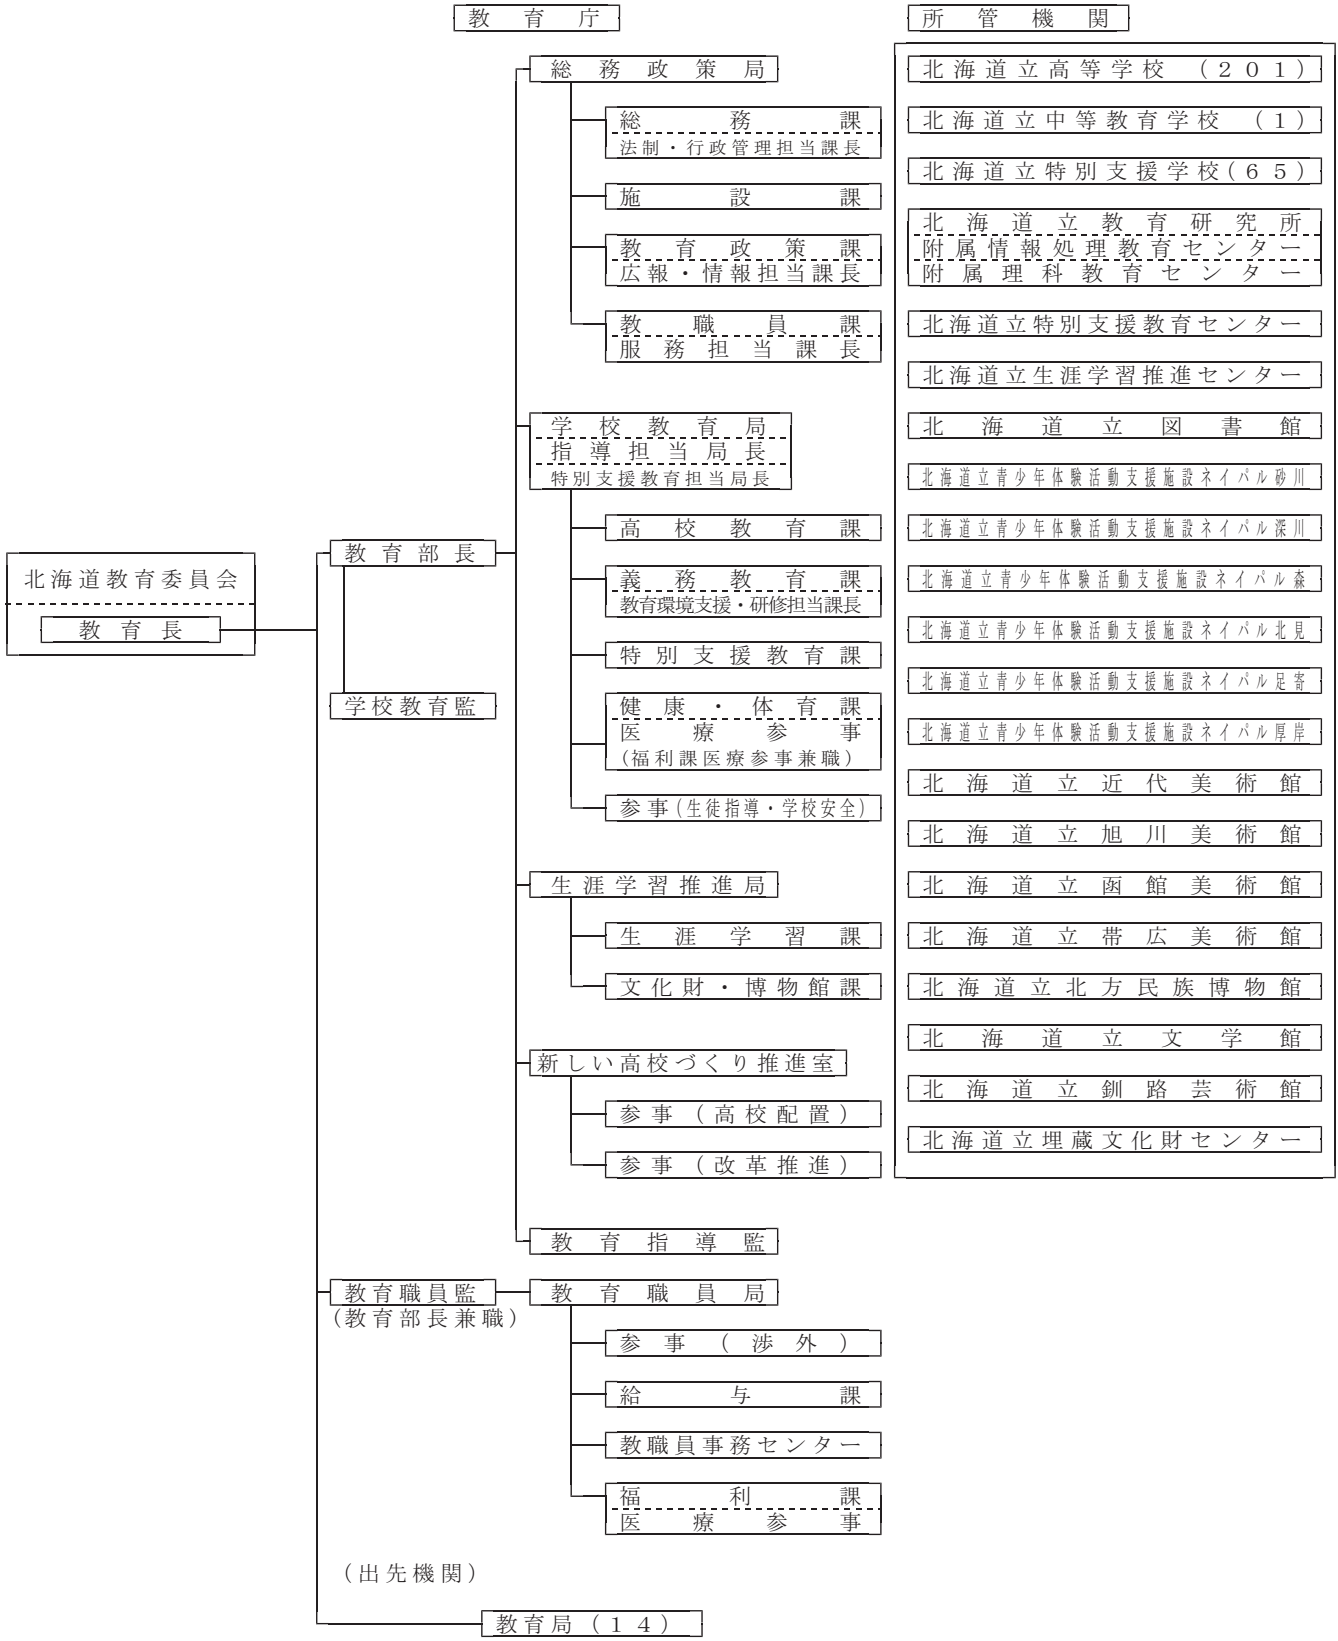 教育庁
総務政策局
総務課
法制・行政管理担当課長
施設課
教育政策課
広報・情報担当課長
教職員課
服務担当課長
学校教育局
指導担当局長
特別支援教育担当局長
高校教育課
義務教育課
教育環境支援・研修担当課長
特別支援教育課
健康・体育課
医療参事
(福利課医療参事兼職)
参事(生徒指導・学校安全)
生涯学習推進局
生涯学習課
文化財・博物館課
新しい高校づくり推進室
参事(高校配置)
参事(改革推進)
教育指導監
教育部長
北海道教育委員会
教育長
学校教育監
教育職員監
(教育部長兼職)
教育職員局
参事(渉外)
給与課
教職員事務センター
福利課
医療参事
(出先機関)
教育局(14)
所管機関
北海道立高等学校 (201)
北海道立中等教育学校 (1)
北海道立特別支援学校(65)
北海道立教育研究所
附属情報処理教育センター
附属理科教育センター
北海道立特別支援教育センター
北海道立生涯学習推進センター
北海道立図書館
北海道立青少年体験活動支援施設ネイパル砂川
北海道立青少年体験活動支援施設ネイパル深川
北海道立青少年体験活動支援施設ネイパル森
北海道立青少年体験活動支援施設ネイパル北見
北海道立青少年体験活動支援施設ネイパル足寄
北海道立青少年体験活動支援施設ネイパル厚岸
北海道立近代美術館
北海道立旭川美術館
北海道立函館美術館
北海道立帯広美術館
北海道立北方民族博物館
北海道立文学館
北海道立釧路芸術館
北海道立埋蔵文化財センター